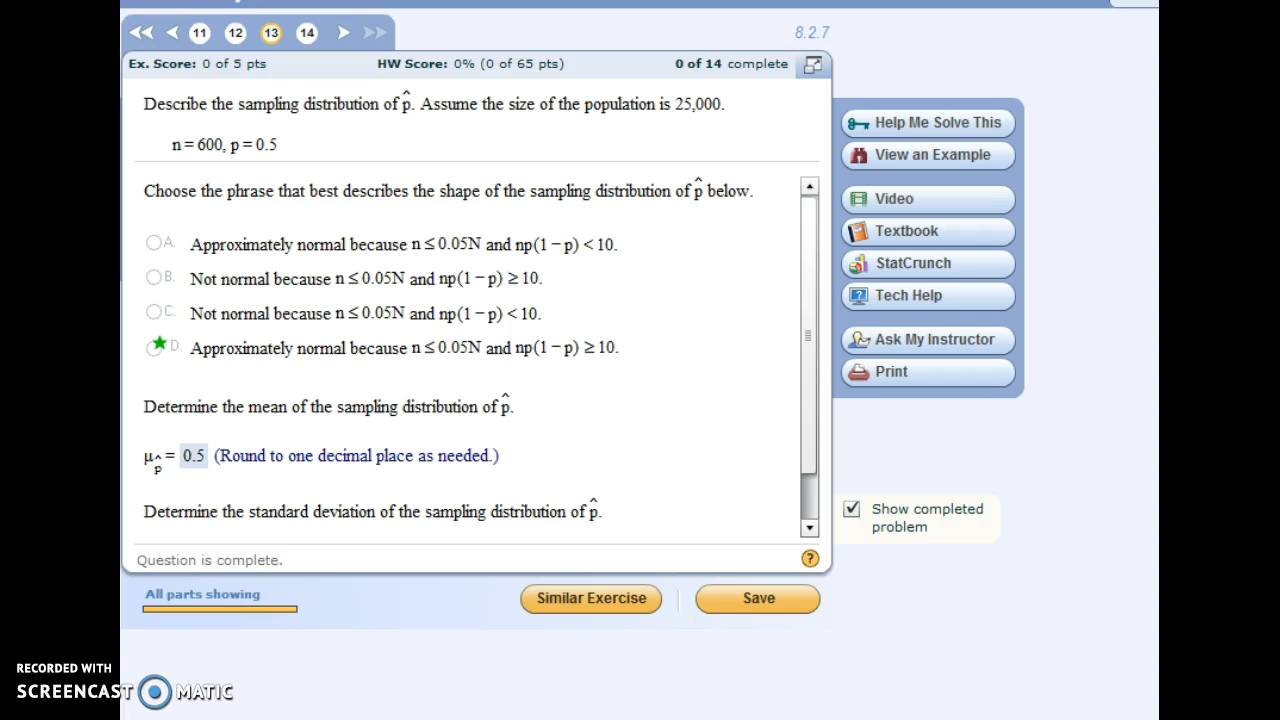 11 12 13 14
8.2.7
Ex. Score: 0 of 5 pts HW Score: 0% (0 of 65 pts) 0 of 14 complete
Describe the sampling distribution of p̂. Assume the size of the population is 25,000.
n = 600, p = 0.5
Choose the phrase that best describes the shape of the sampling distribution of p̂ below.
A. Approximately normal because n ≤ 0.05N and np(1 − p) < 10.
B. Not normal because n ≤ 0.05N and np(1 − p) ≥ 10.
C. Not normal because n ≤ 0.05N and np(1 − p) < 10.
D. Approximately normal because n ≤ 0.05N and np(1 − p) ≥ 10.
Determine the mean of the sampling distribution of p̂.
μp̂ = 0.5 (Round to one decimal place as needed.)
Determine the standard deviation of the sampling distribution of p̂.
Question is complete. ?
All parts showing
Similar Exercise
Save
Help Me Solve This
View an Example
Video
Textbook
StatCrunch
Tech Help
Ask My Instructor
Print
Show completed
problem
RECORDED WITH
SCREENCAST MATIC